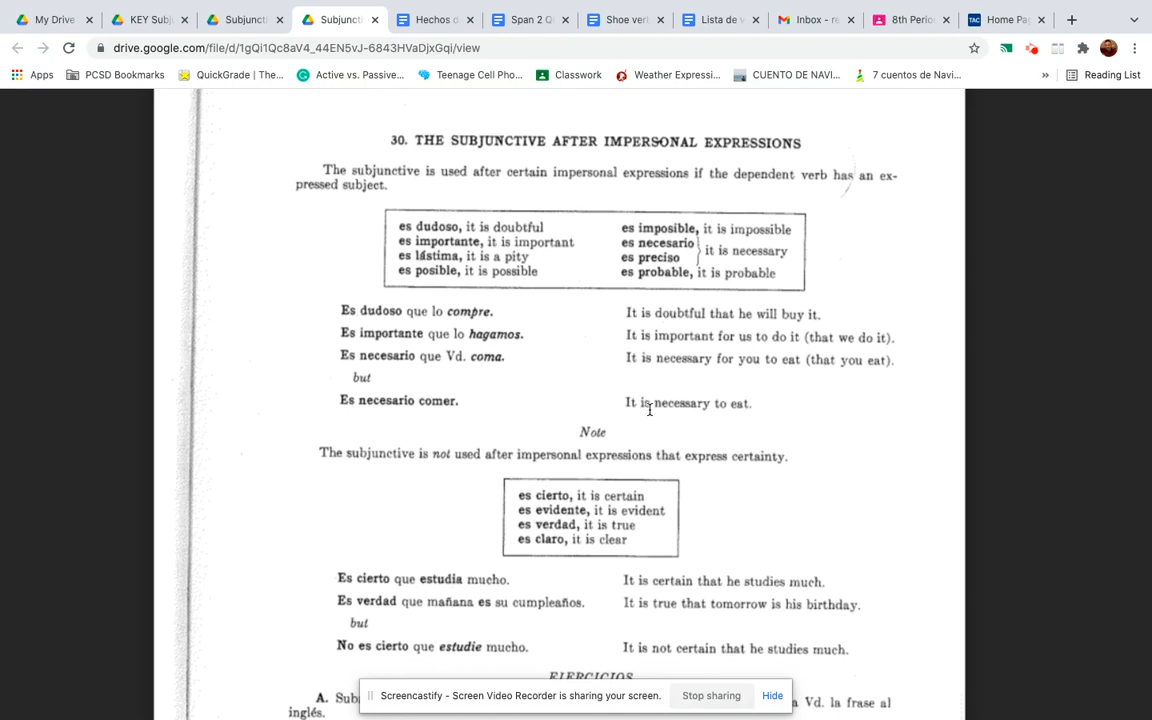 My Drive
KEY Subj
Subjuncti
Subjuncti
Hechos d
Span 2 Q
Shoe ver
Lista de v
Inbox - re
8th Perio
TAC
Home Pa
drive.google.com/file/d/1gQi1Qc8aV4_44EN5vJ-6843HVaDjxGqi/view
Apps
PCSD Bookmarks
QuickGrade | The...
Active vs. Passive...
Teenage Cell Pho...
Classwork
Weather Expressi...
CUENTO DE NAVI...
7 cuentos de Navi...
»
Reading List
30. THE SUBJUNCTIVE AFTER IMPERSONAL EXPRESSIONS
The subjunctive is used after certain impersonal expressions if the dependent verb has an ex-
pressed subject.
es dudoso, it is doubtful
es importante, it is important
es lástima, it is a pity
es posible, it is possible
es imposible, it is impossible
es necesario
es preciso
it is necessary
es probable, it is probable
Es dudoso que lo compre. It is doubtful that he will buy it.
Es importante que lo hagamos. It is important for us to do it (that we do it).
Es necesario que Vd. coma. It is necessary for you to eat (that you eat).
but
Es necesario comer. It is necessary to eat.
Note
The subjunctive is not used after impersonal expressions that express certainty.
es cierto, it is certain
es evidente, it is evident
es verdad, it is true
es claro, it is clear
Es cierto que estudia mucho. It is certain that he studies much.
Es verdad que mañana es su cumpleaños. It is true that tomorrow is his birthday.
but
No es cierto que estudie mucho. It is not certain that he studies much.
EJERCICIOS
A. Sub
a Vd. la frase al
inglés.
Screencastify - Screen Video Recorder is sharing your screen.
Stop sharing
Hide